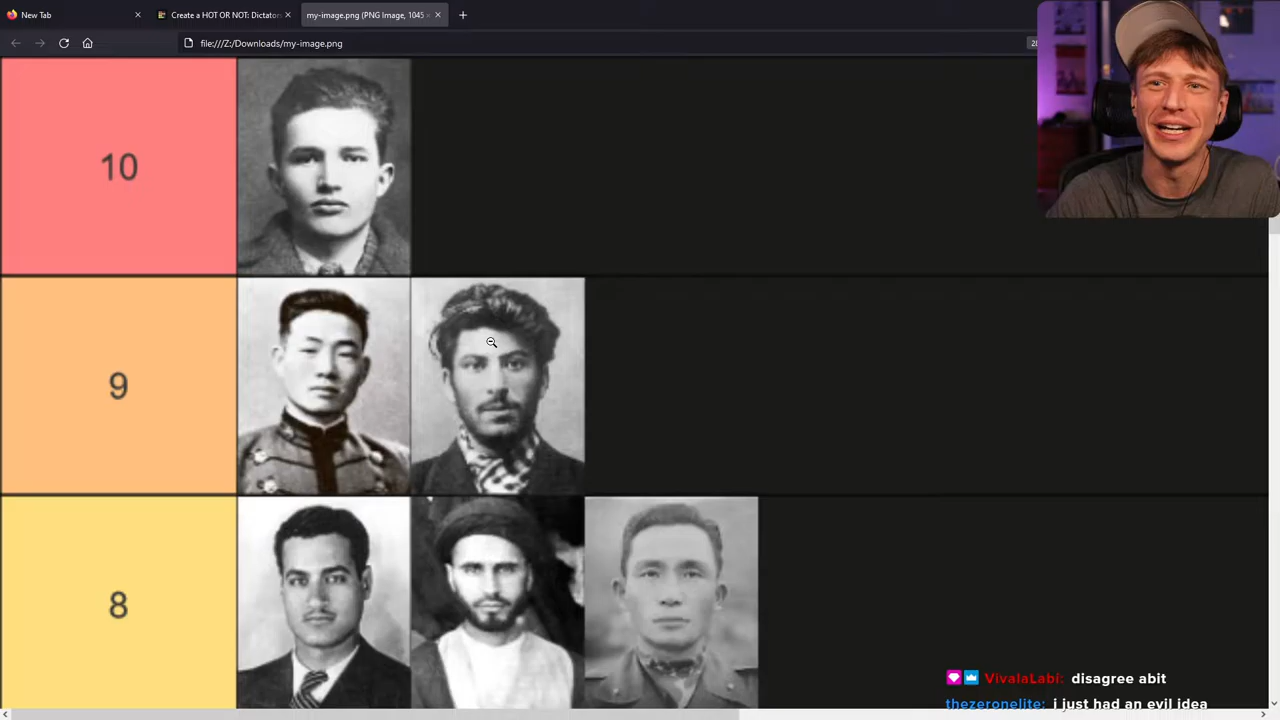 New Tab
Create a HOT OR NOT: Dictator
my-image.png (PNG Image, 1045 ×
file:///Z:/Downloads/my-image.png
20
10
9
8
VivalaLabi: disagree abit
thezeronelite: i just had an evil idea